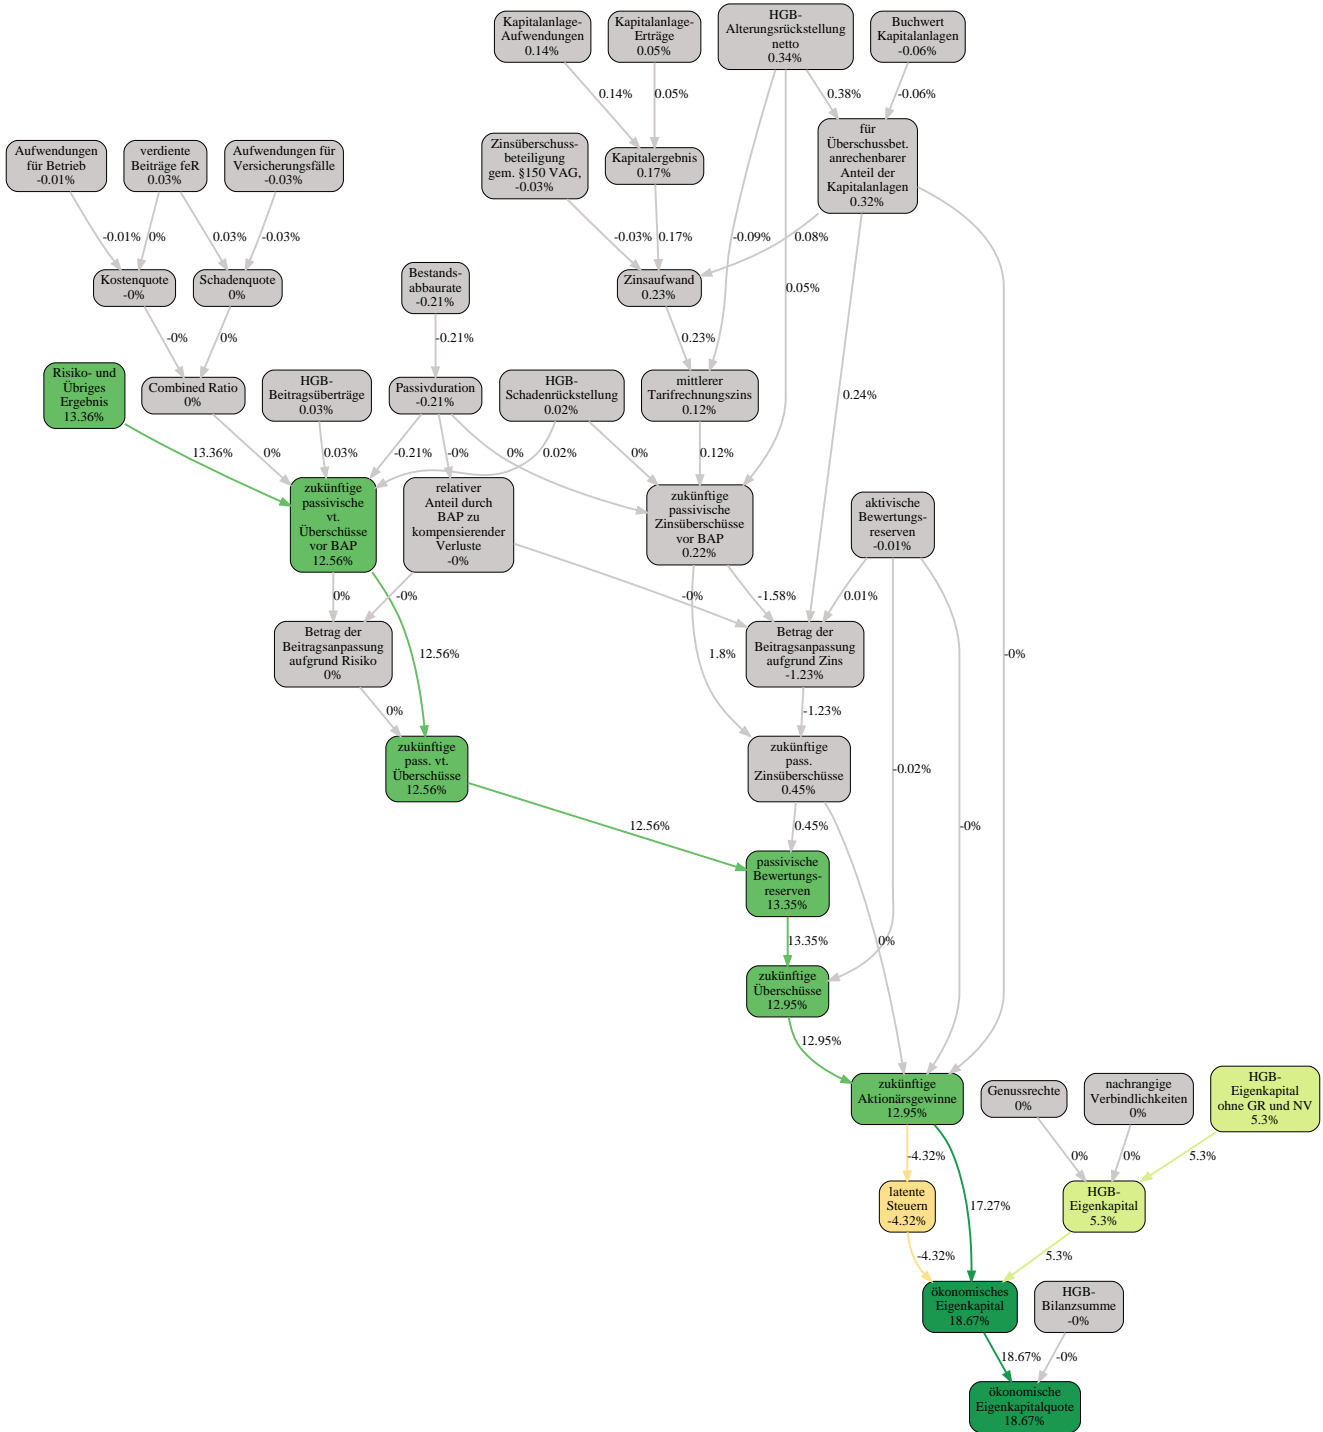 Kapitalanlage-
Aufwendungen
0.14%
Kapitalanlage-
Erträge
0.05%
HGB-
Alterungsrückstellung
netto
0.34%
Buchwert
Kapitalanlagen
-0.06%
0.14%
0.05%
0.38%
-0.06%
Aufwendungen
für Betrieb
-0.01%
verdiente
Beiträge feR
0.03%
Aufwendungen für
Versicherungsfälle
-0.03%
Zinsüberschuss-
beteiligung
gem. §150 VAG,
-0.03%
Kapitalergebnis
0.17%
für
Überschussbet.
anrechenbarer
Anteil der
Kapitalanlagen
0.32%
-0.01%
0%
0.03%
-0.03%
-0.03%
0.17%
-0.09%
0.08%
Kostenquote
-0%
Schadenquote
0%
Bestands-
abbaurate
-0.21%
Zinsaufwand
0.23%
0.05%
-0%
0%
-0.21%
0.23%
Risiko- und
Übriges
Ergebnis
13.36%
Combined Ratio
0%
HGB-
Beitragsüberträge
0.03%
Passivduration
-0.21%
HGB-
Schadenrückstellung
0.02%
mittlerer
Tarifrechnungszins
0.12%
0.24%
13.36%
0%
0.03%
-0.21%
-0%
0%
0.02%
0%
0.12%
zukünftige
passivische
vt.
Überschüsse
vor BAP
12.56%
relativer
Anteil durch
BAP zu
kompensierender
Verluste
-0%
zukünftige
passivische
Zinsüberschüsse
vor BAP
0.22%
aktivische
Bewertungs-
reserven
-0.01%
0%
-0%
-0%
-1.58%
0.01%
Betrag der
Beitragsanpassung
aufgrund Risiko
0%
12.56%
1.8%
Betrag der
Beitragsanpassung
aufgrund Zins
-1.23%
-0%
0%
-1.23%
zukünftige
pass. vt.
Überschüsse
12.56%
zukünftige
pass.
Zinsüberschüsse
0.45%
-0.02%
12.56%
0.45%
-0%
passivische
Bewertungs-
reserven
13.35%
13.35%
0%
zukünftige
Überschüsse
12.95%
12.95%
zukünftige
Aktionärsgewinne
12.95%
Genussrechte
0%
nachrangige
Verbindlichkeiten
0%
HGB-
Eigenkapital
ohne GR und NV
5.3%
-4.32%
0%
0%
5.3%
latente
Steuern
-4.32%
17.27%
HGB-
Eigenkapital
5.3%
-4.32%
5.3%
ökonomisches
Eigenkapital
18.67%
HGB-
Bilanzsumme
-0%
18.67%
-0%
ökonomische
Eigenkapitalquote
18.67%